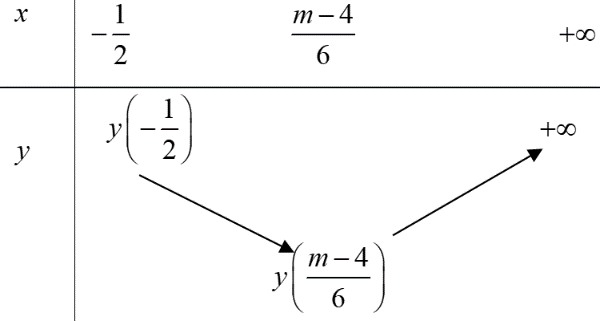 x −1/2 (m−4)/6 +∞
y y(−1/2) +∞
y((m−4)/6)